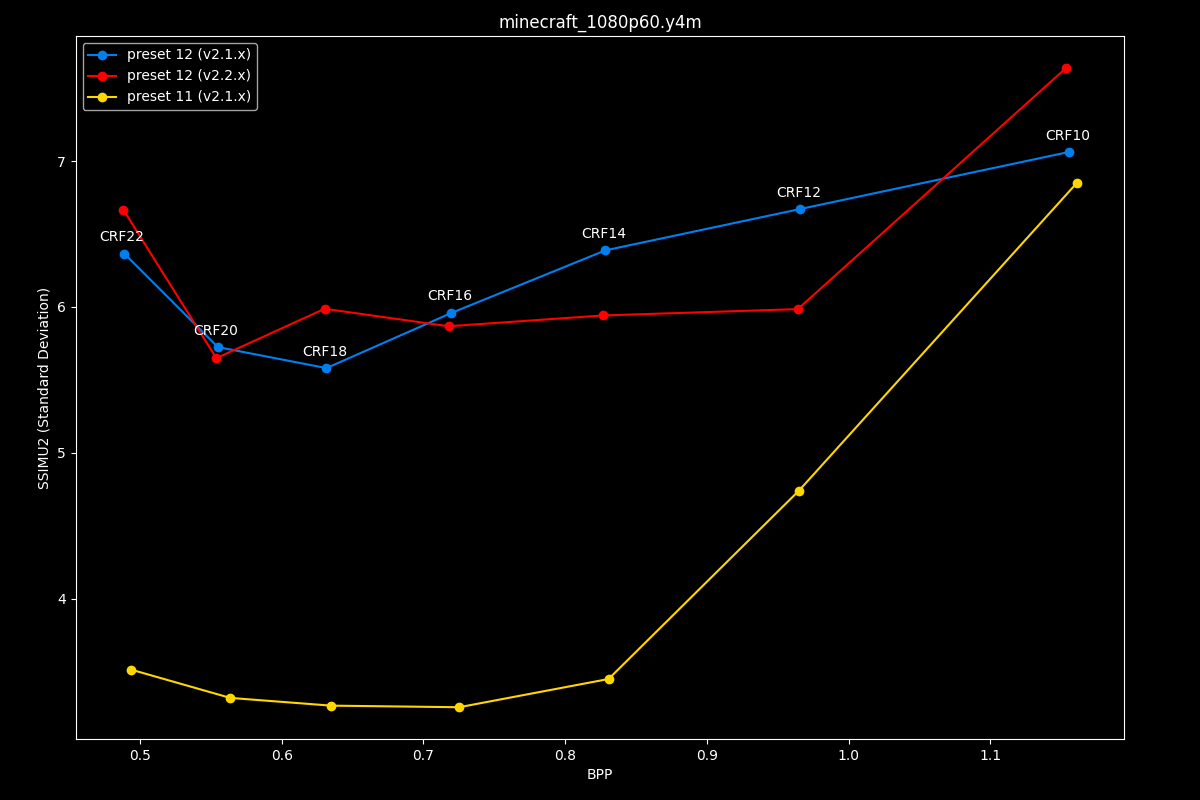 minecraft_1080p60.y4m
preset 12 (v2.1.x)
preset 12 (v2.2.x)
preset 11 (v2.1.x)
CRF10
CRF12
CRF14
CRF22
CRF16
CRF20
CRF18
7
6
5
4
SSIMU2 (Standard Deviation)
0.5 0.6 0.7 0.8 0.9 1.0 1.1
BPP